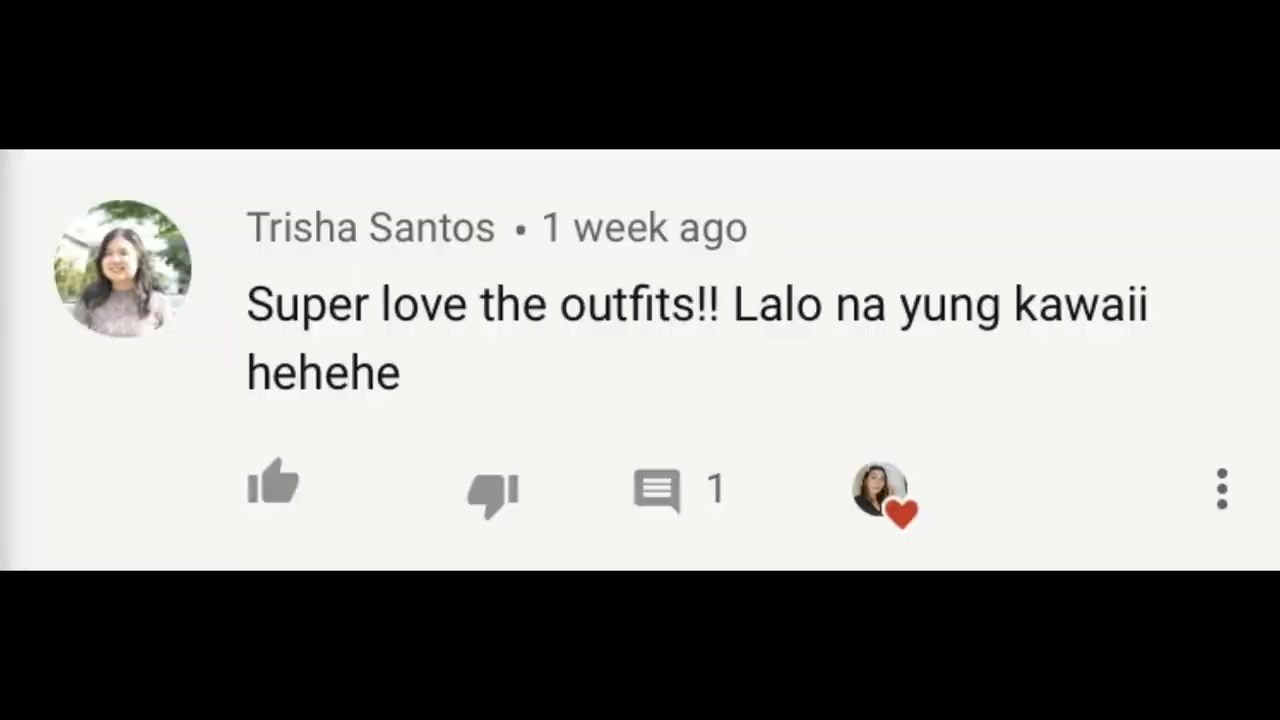 Trisha Santos • 1 week ago
Super love the outfits!! Lalo na yung kawaii
hehehe
1